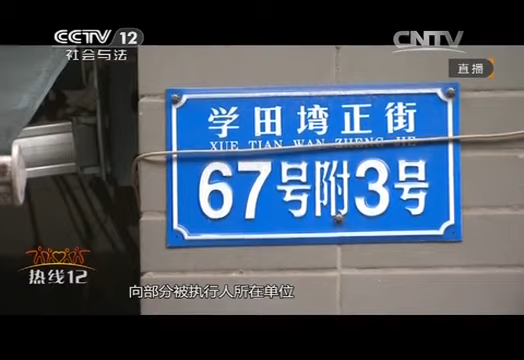 CCTV 12
社会与法
CNTV
直播
学田塆正街
XUE TIAN WAN ZHENG JIE
67号附3号
热线12
向部分被执行人所在单位